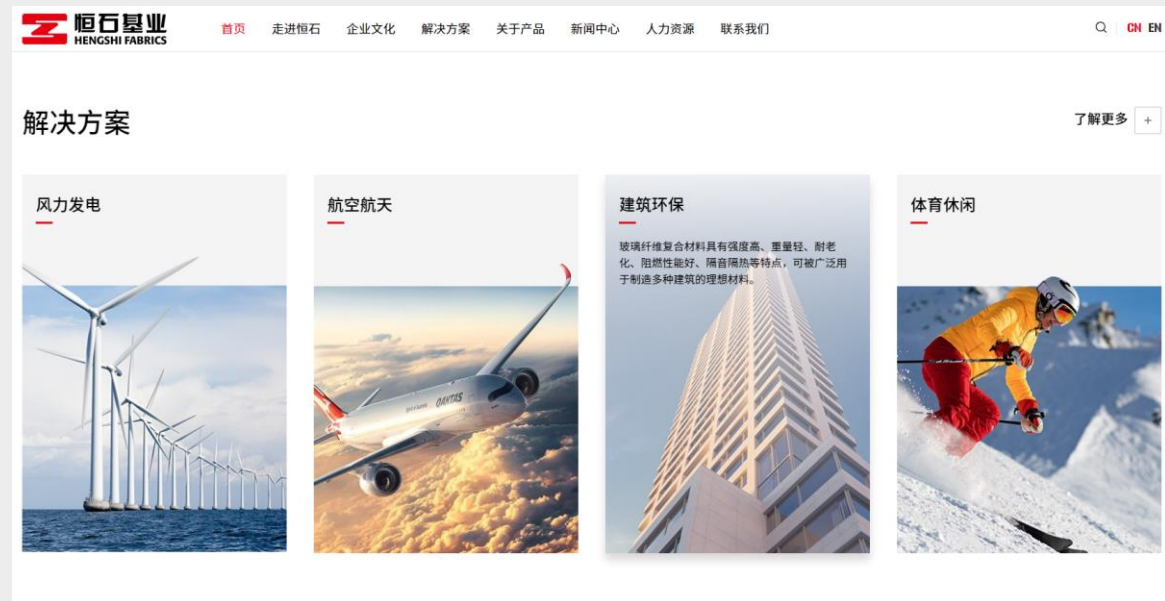 恒石基业
HENGSHI FABRICS
首页 走进恒石 企业文化 解决方案 关于产品 新闻中心 人力资源 联系我们
CN EN
解决方案
了解更多 +
风力发电
航空航天
建筑环保
体育休闲
玻璃纤维复合材料具有强度高、重量轻、耐老
化、阻燃性能好、隔音隔热等特点，可被广泛用
于制造多种建筑的理想材料。
QANTAS